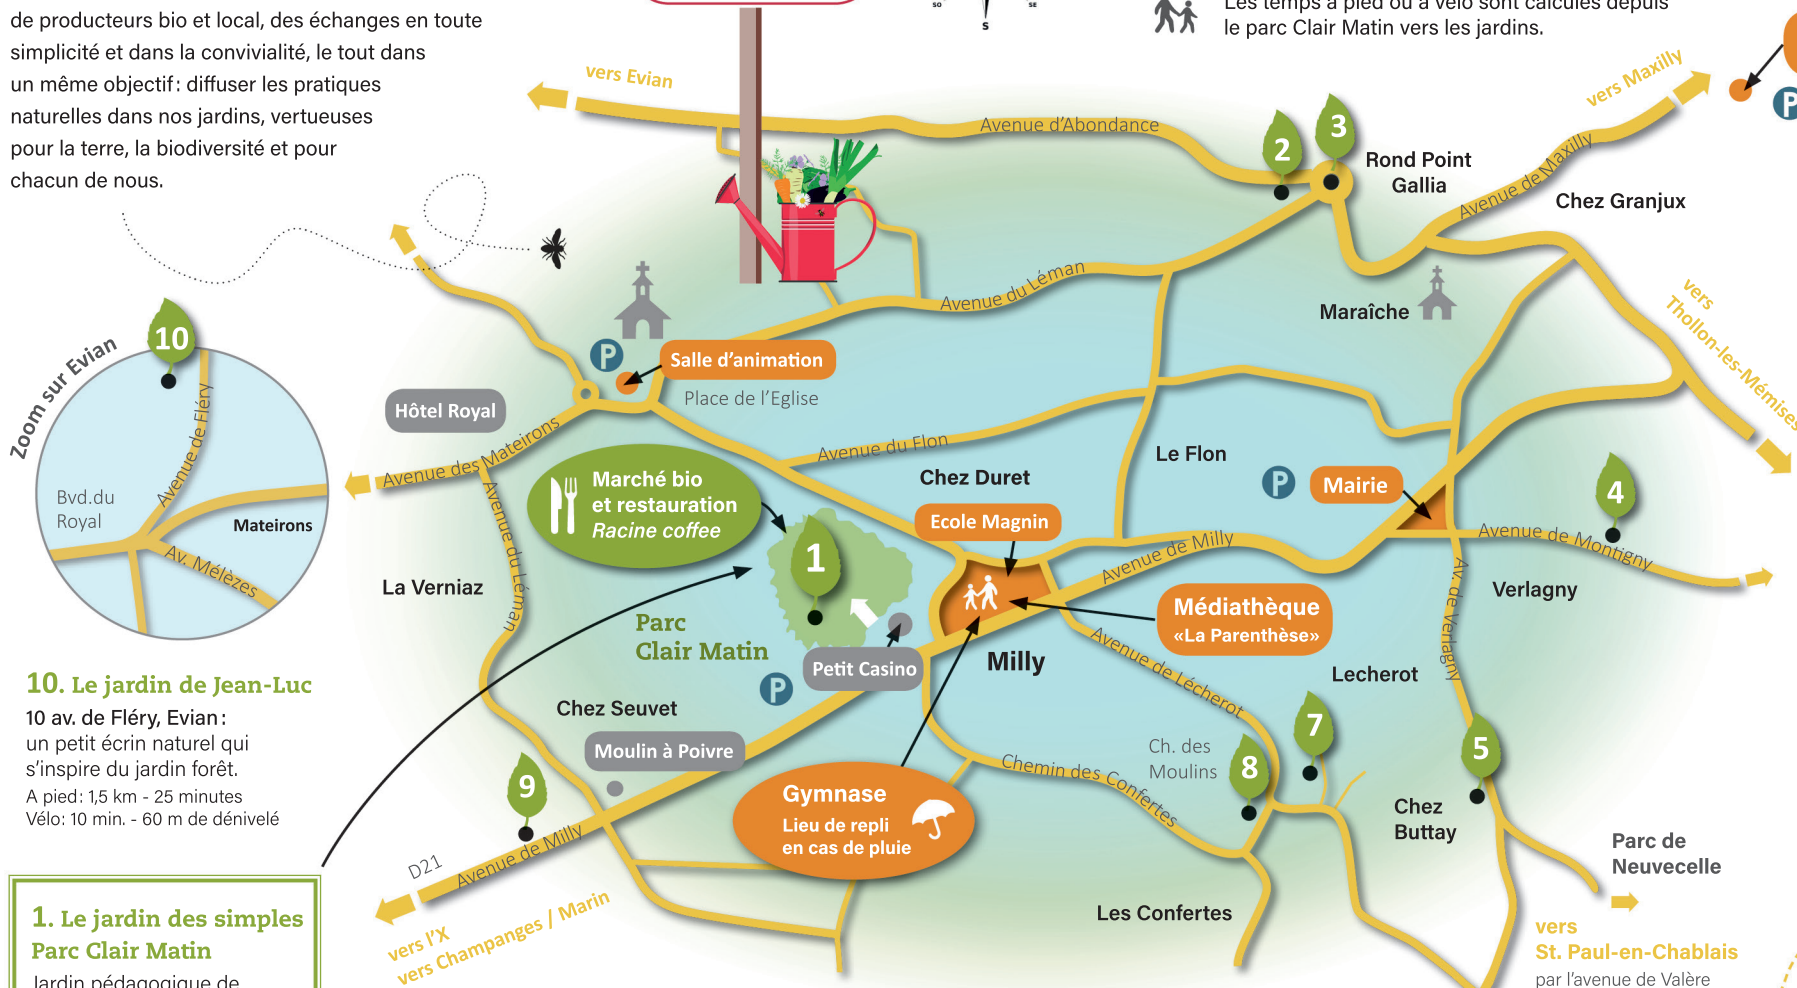 de producteurs bio et local, des échanges en toute
simplicité et dans la convivialité, le tout dans
un même objectif : diffuser les pratiques
naturelles dans nos jardins, vertueuses
pour la terre, la biodiversité et pour
chacun de nous.
SO
S
SE
Les temps à pied ou à vélo sont calculés depuis
le parc Clair Matin vers les jardins.
vers Evian
Avenue d'Abondance
2
3
Rond Point
Gallia
vers Maxilly
P
Avenue de Maxilly
Chez Granjux
Avenue du Léman
Maraîche
vers
Thollon-les-Mémises
Zoom sur Evian
10
Avenue de Fléry
Bvd.du
Royal
Mateirons
Av. Mélèzes
P
Salle d'animation
Place de l'Eglise
Hôtel Royal
Avenue des Mateirons
Avenue du Flon
Marché bio
et restauration
Racine coffee
Chez Duret
Le Flon
P
Mairie
4
Ecole Magnin
Avenue du Léman
1
Avenue de Milly
Avenue de Montigny
La Verniaz
Verlagny
Médiathèque
«La Parenthèse»
Parc
Clair Matin
Petit Casino
Milly
Avenue de Lécherot
Av. de Verlagny
Lecherot
P
Chez Seuvet
Moulin à Poivre
7
Ch. des
Moulins
8
5
Chemin des Confertes
9
Gymnase
Lieu de repli
en cas de pluie
Chez
Buttay
Parc de
Neuvecelle
D21
Avenue de Milly
vers l'X
vers Champanges / Marin
Les Confertes
vers
St. Paul-en-Chablais
par l'avenue de Valère
10. Le jardin de Jean-Luc
10 av. de Fléry, Evian :
un petit écrin naturel qui
s'inspire du jardin forêt.
A pied : 1,5 km - 25 minutes
Vélo : 10 min. - 60 m de dénivelé
1. Le jardin des simples
Parc Clair Matin
Jardin pédagogique de